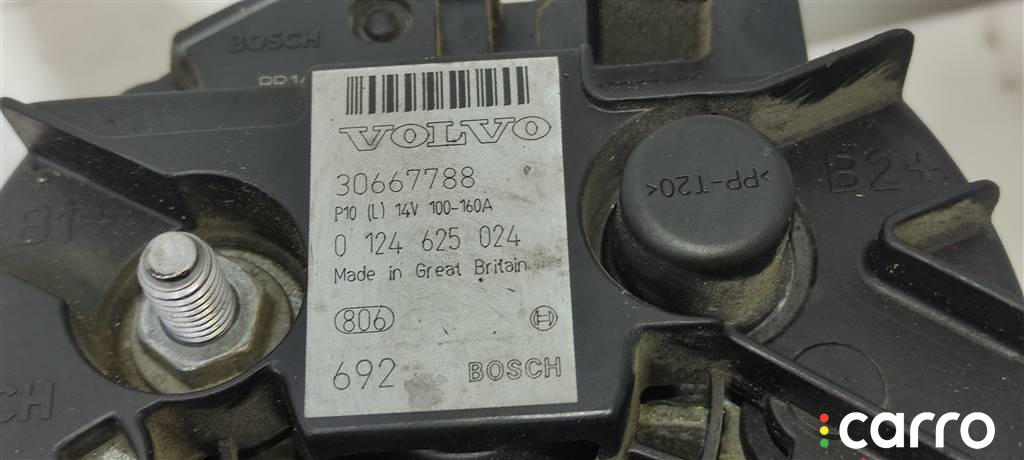 BOSCH
VOLVO
30667788
P10 (L) 14V 100-160A
0 124 625 024
Made in Great Britain
806
692 BOSCH
B1+
>PP-T20<
B2+
CH
carro